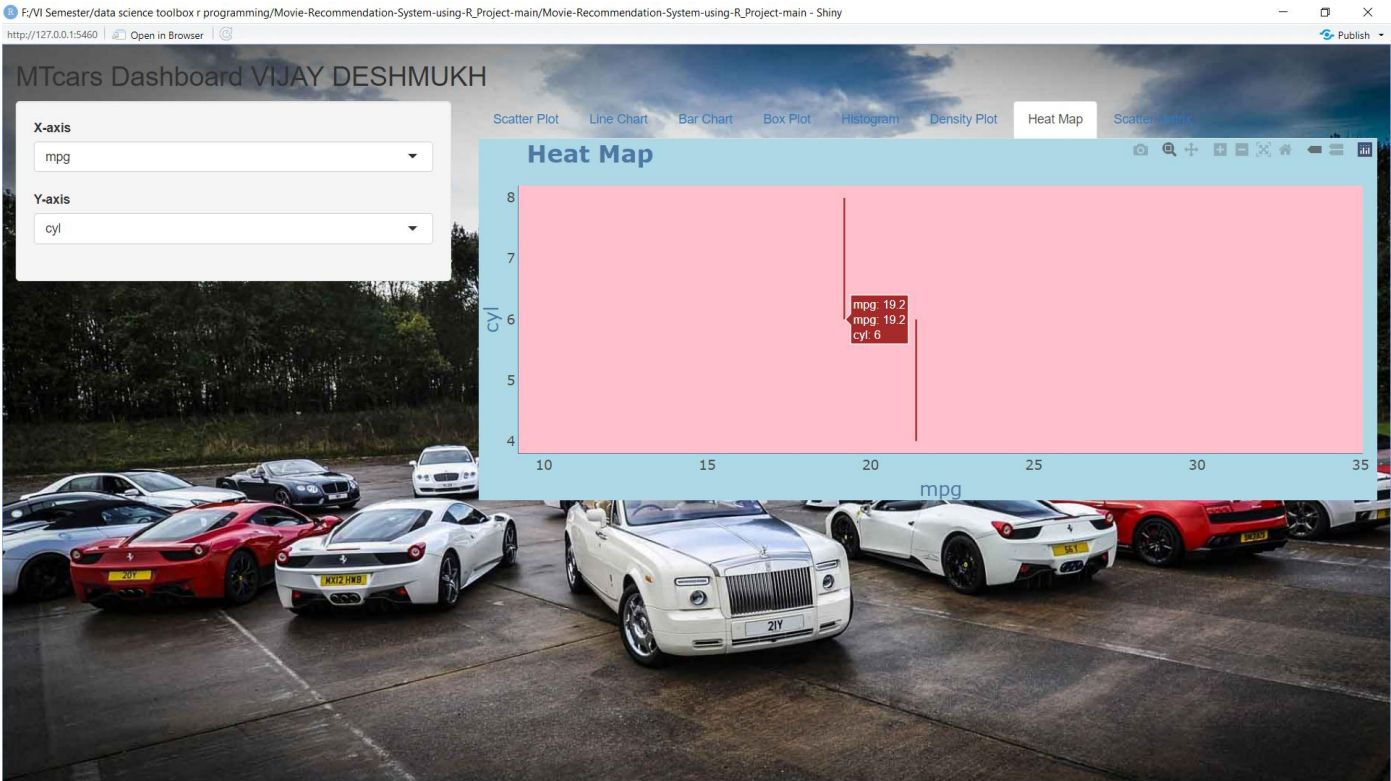 F:/VI Semester/data science toolbox r programming/Movie-Recommendation-System-using-R_Project-main/Movie-Recommendation-System-using-R_Project-main - Shiny
http://127.0.0.1:5460 Open in Browser Publish
MTcars Dashboard VIJAY DESHMUKH
X-axis
mpg
Y-axis
cyl
Scatter Plot Line Chart Bar Chart Box Plot Histogram Density Plot Heat Map Scatter
Heat Map
8
7
6
5
4
cyl
mpg: 19.2
mpg: 19.2
cyl: 6
10 15 20 25 30 35
mpg
20Y
MX12 HWB
2IY